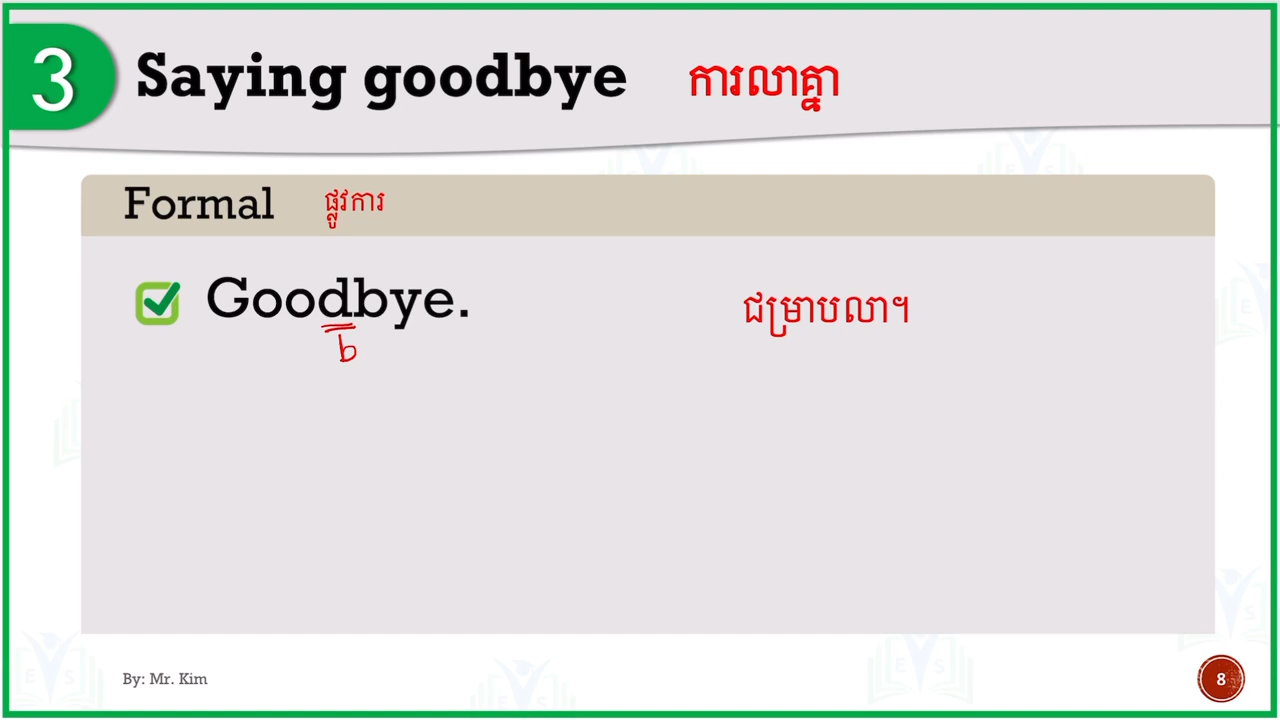 3 Saying goodbye ការលាគ្នា
Formal ផ្លូវការ
Goodbye. ជម្រាបលា។
b
By: Mr. Kim 8